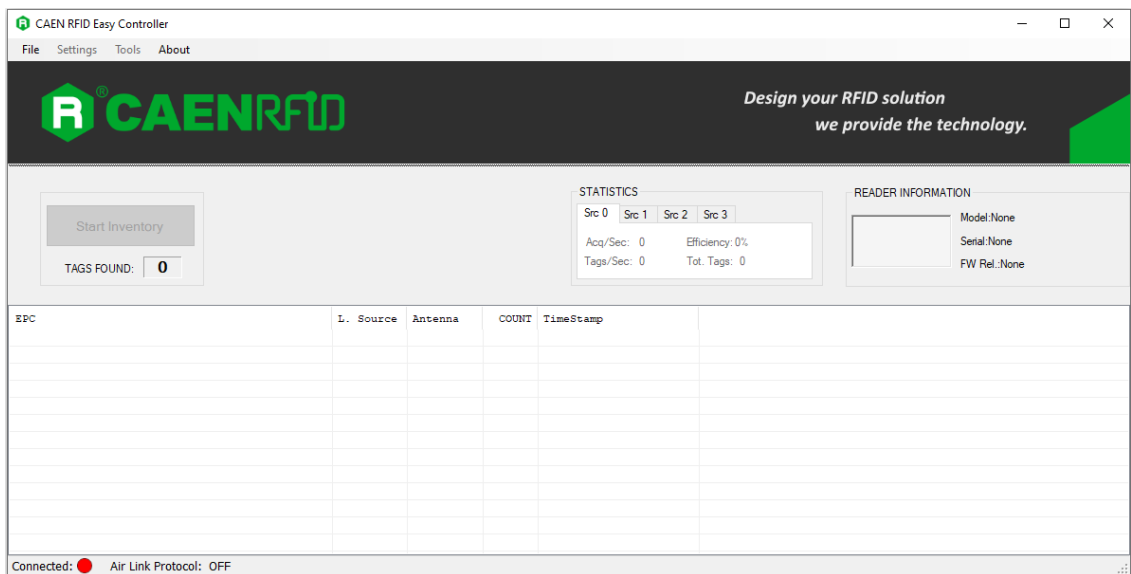 CAEN RFID Easy Controller
File Settings Tools About
R®CAENRFID
Design your RFID solution
we provide the technology.
Start Inventory
TAGS FOUND: 0
STATISTICS
Src 0 Src 1 Src 2 Src 3
Acq/Sec: 0 Efficiency: 0%
Tags/Sec: 0 Tot. Tags: 0
READER INFORMATION
Model:None
Serial:None
FW Rel.:None
EPC L. Source Antenna COUNT TimeStamp
Connected: Air Link Protocol: OFF